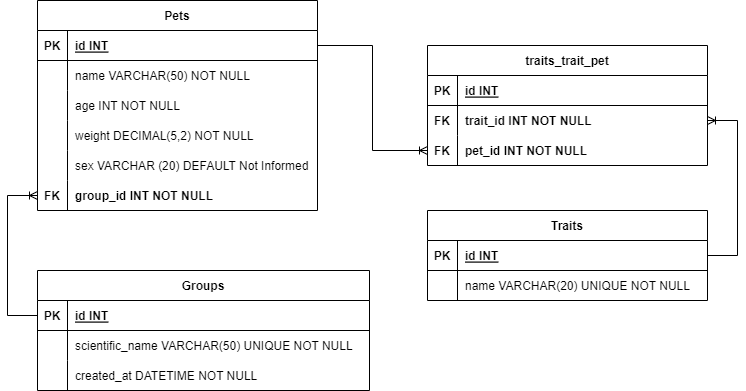 Pets
PK id INT
name VARCHAR(50) NOT NULL
age INT NOT NULL
weight DECIMAL(5,2) NOT NULL
sex VARCHAR (20) DEFAULT Not Informed
FK group_id INT NOT NULL
traits_trait_pet
PK id INT
FK trait_id INT NOT NULL
FK pet_id INT NOT NULL
Traits
PK id INT
name VARCHAR(20) UNIQUE NOT NULL
Groups
PK id INT
scientific_name VARCHAR(50) UNIQUE NOT NULL
created_at DATETIME NOT NULL